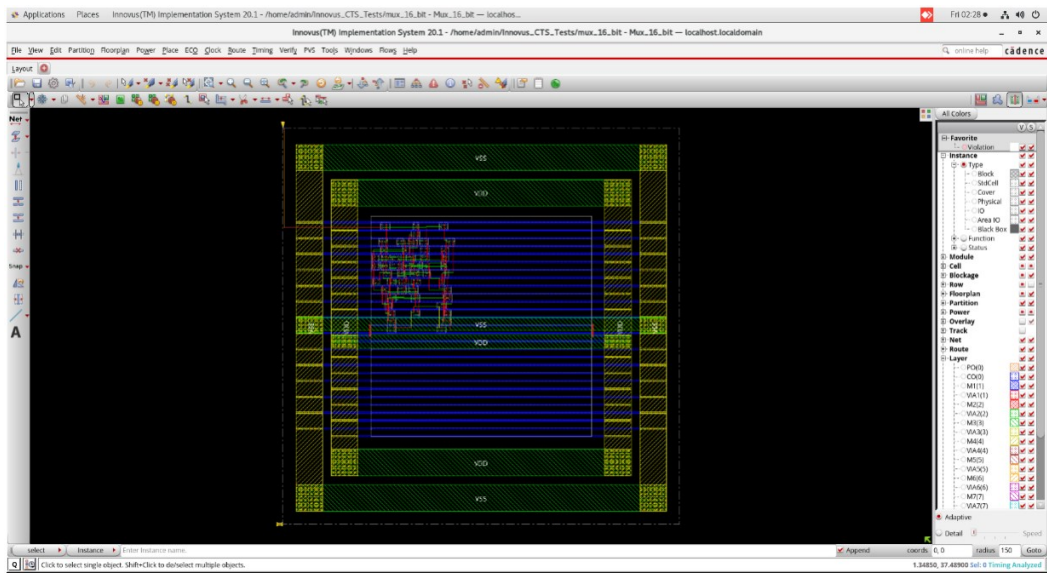 Applications Places Innovus(TM) Implementation System 20.1 - /home/admin/Innovus_CTS_Tests/mux_16_bit - Mux_16_bit — localhos... Fri 02:28
Innovus(TM) Implementation System 20.1 - /home/admin/Innovus_CTS_Tests/mux_16_bit - Mux_16_bit — localhost.localdomain
File View Edit Partition Floorplan Power Place ECO Clock Route Timing Verify PVS Tools Windows Flows Help online help cādence
Layout
All Colors
Net
V S
Favorite
Violation
Instance
Type
Block
StdCell
Cover
Physical
IO
Area IO
Black Box
Function
Status
Module
Cell
Blockage
Row
Floorplan
Partition
Power
Overlay
Track
Net
Route
Layer
PO(0)
CO(0)
M1(1)
VIA1(1)
M2(2)
VIA2(2)
M3(3)
VIA3(3)
M4(4)
VIA4(4)
M5(5)
VIA5(5)
M6(6)
VIA6(6)
M7(7)
VIA7(7)
Snap
A
VSS
VDD
VSS VDD VSS VDD VSS
VDD
VDD
VSS
Adaptive
Detail Speed
select Instance Enter Instance name. Append coords 0, 0 radius 150 Goto
Q Click to select single object. Shift+Click to de/select multiple objects. 1.34850, 37.48900 Sel: 0 Timing Analyzed